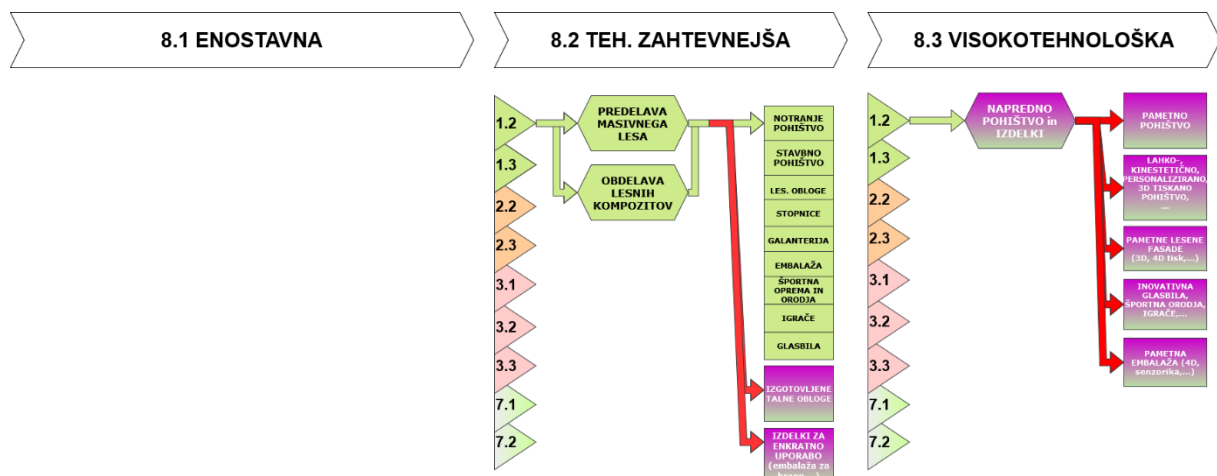 8.1 ENOSTAVNA
8.2 TEH. ZAHTEVNEJŠA
8.3 VISOKOTEHNOLOŠKA
1.2
1.3
2.2
2.3
3.1
3.2
3.3
7.1
7.2
PREDELAVA
MASIVNEGA
LESA
OBDELAVA
LESNIH
KOMPOZITOV
NOTRANJE
POHIŠTVO
STAVBNO
POHIŠTVO
LES. OBLOGE
STOPNICE
GALANTERIJA
EMBALAŽA
ŠPORTNA
OPREMA IN
ORODJA
IGRAČE
GLASBILA
IZGOTOVLJENE
TALNE OBLOGE
IZDELKI ZA
ENKRATNO
UPORABO
(embalaža za
1.2
1.3
2.2
2.3
3.1
3.2
3.3
7.1
7.2
NAPREDNO
POHIŠTVO in
IZDELKI
PAMETNO
POHIŠTVO
LAHKO-,
KINESTETIČNO,
PERSONALIZIRANO,
3D TISKANO
POHIŠTVO,
...
PAMETNE LESENE
FASADE
(3D, 4D tisk,...)
INOVATIVNA
GLASBILA,
ŠPORTNA ORODJA,
IGRAČE,...
PAMETNA
EMBALAŽA (4D,
senzorika,...)